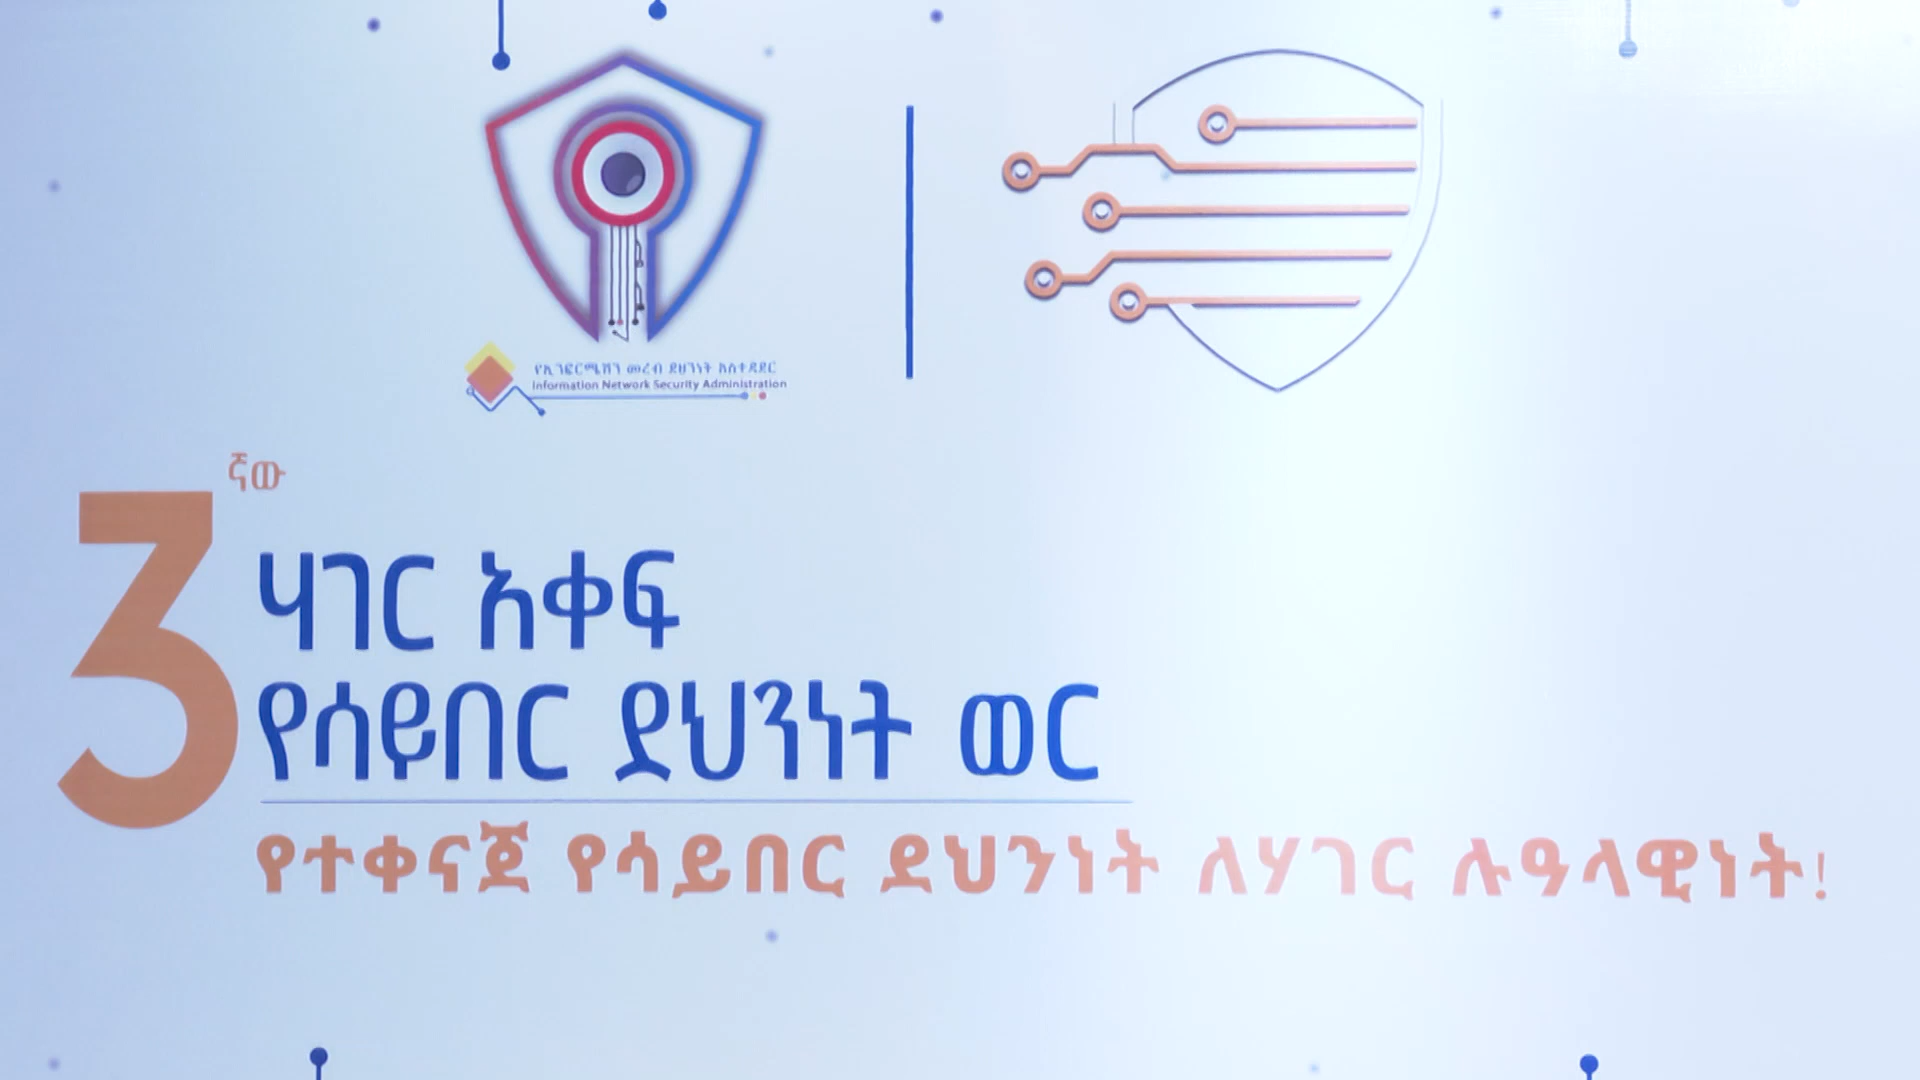 የኢንፎርሜሽን መረብ ደህንነት አስተዳደር
Information Network Security Administration
3ኛው
ሃገር አቀፍ
የሳይበር ደህንነት ወር
የተቀናጀ የሳይበር ደህንነት ለሃገር ሉዓላዊነት!